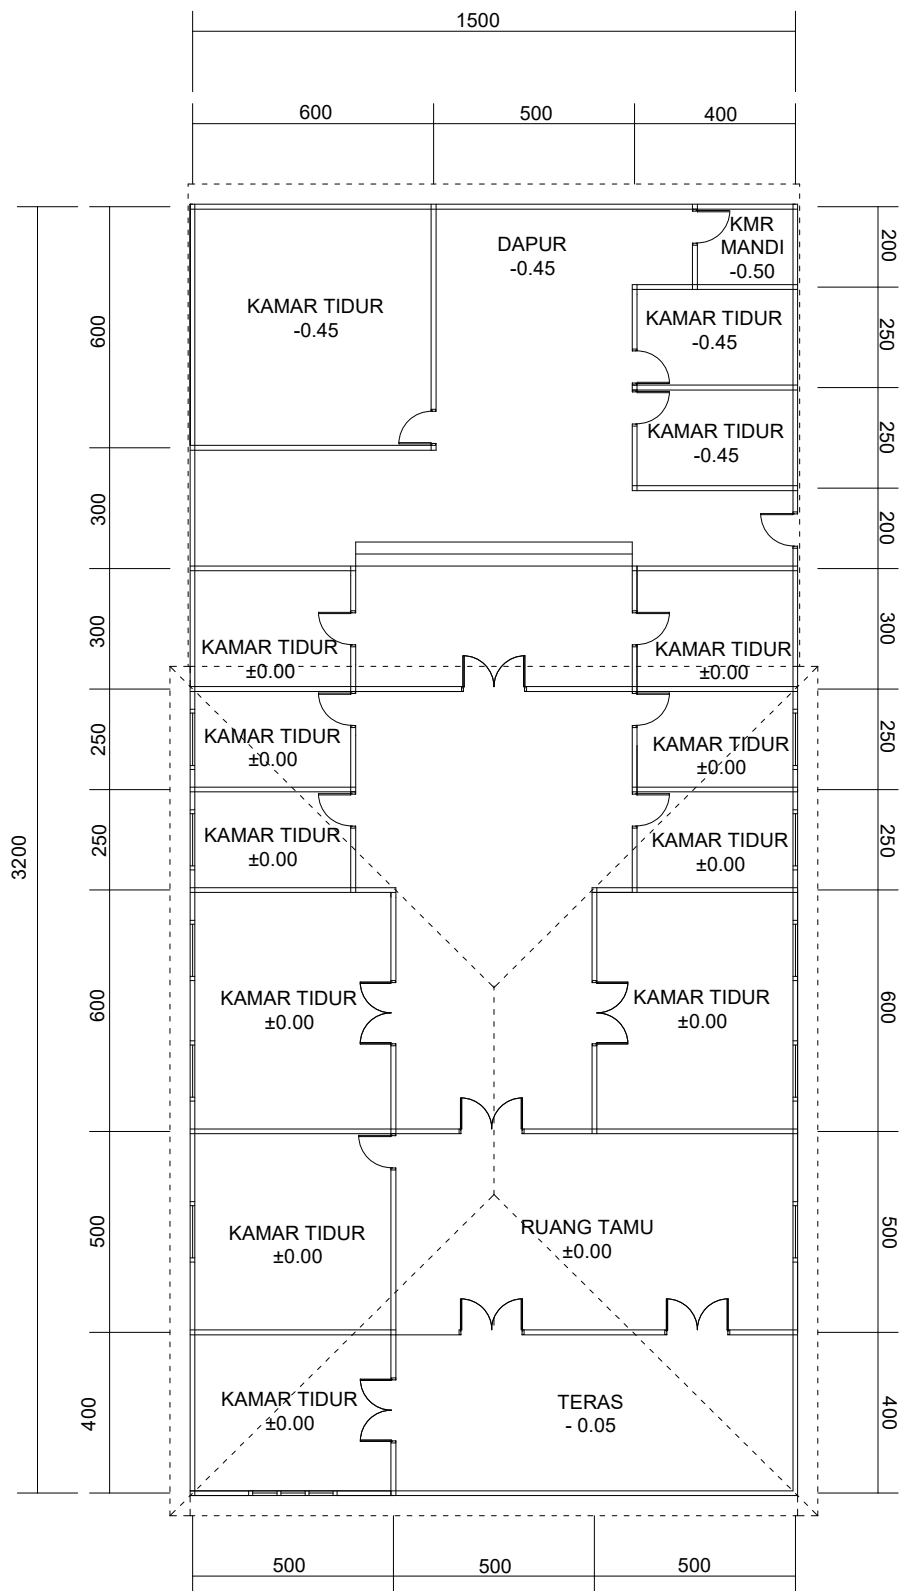 1500
600
500
400
DAPUR
-0.45
KMR
MANDI
-0.50
200
KAMAR TIDUR
-0.45
KAMAR TIDUR
-0.45
600
250
KAMAR TIDUR
-0.45
250
300
200
KAMAR TIDUR
±0.00
KAMAR TIDUR
±0.00
300
300
KAMAR TIDUR
±0.00
KAMAR TIDUR
±0.00
250
250
KAMAR TIDUR
±0.00
KAMAR TIDUR
±0.00
250
250
3200
KAMAR TIDUR
±0.00
KAMAR TIDUR
±0.00
600
600
KAMAR TIDUR
±0.00
RUANG TAMU
±0.00
500
500
KAMAR TIDUR
±0.00
TERAS
- 0.05
400
400
500
500
500